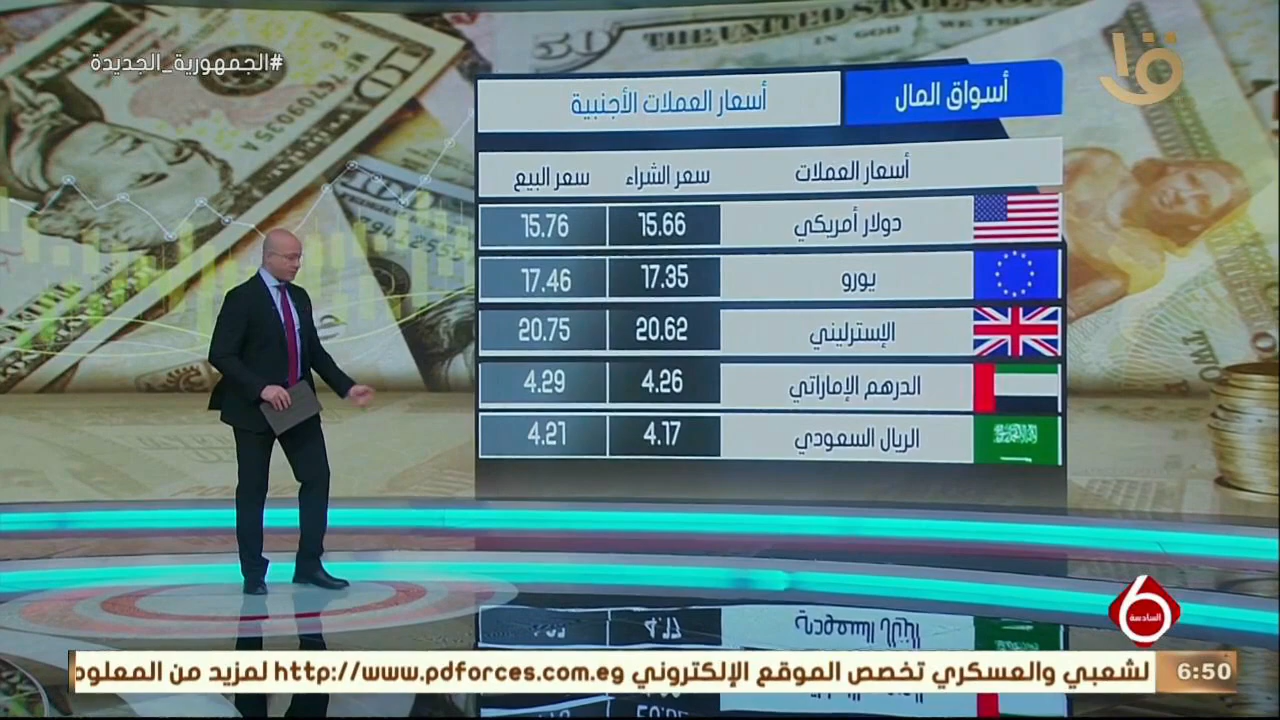 #الجمهورية_الجديدة
أسواق المال
أسعار العملات الأجنبية
أسعار العملات سعر الشراء سعر البيع
دولار أمريكي 15.66 15.76
يورو 17.35 17.46
الإسترليني 20.62 20.75
الدرهم الإماراتي 4.26 4.29
الريال السعودي 4.17 4.21
6
السادسة
6:50
لشعبي والعسكري تخصص الموقع الإلكتروني http://www.pdforces.com.eg لمزيد من المعلوم